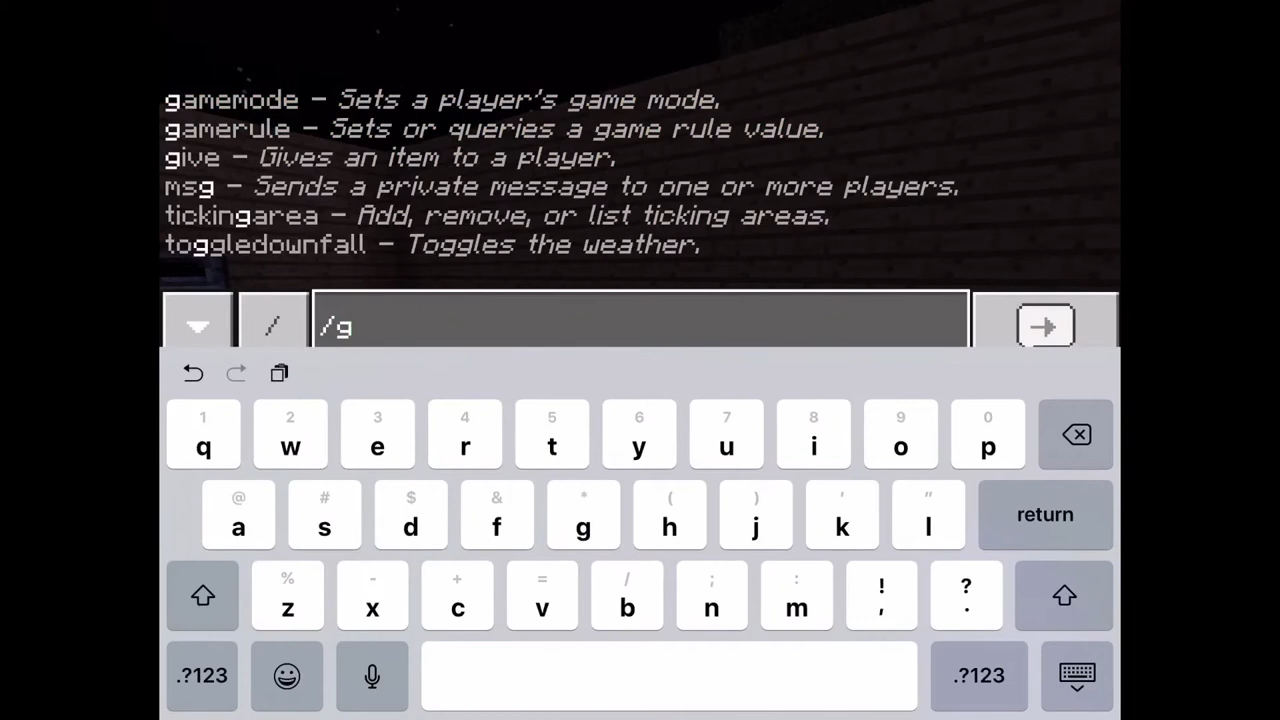 gamemode – Sets a player's game mode.
gamerule – Sets or queries a game rule value.
give – Gives an item to a player.
msg – Sends a private message to one or more players.
tickingarea – Add, remove, or list ticking areas.
toggledownfall – Toggles the weather.
/ /g
1 2 3 4 5 6 7 8 9 0
q w e r t y u i o p
@ # $ & * ( ) ' "
a s d f g h j k l return
% - + = / ; : ! ?
z x c v b n m , .
.?123 .?123